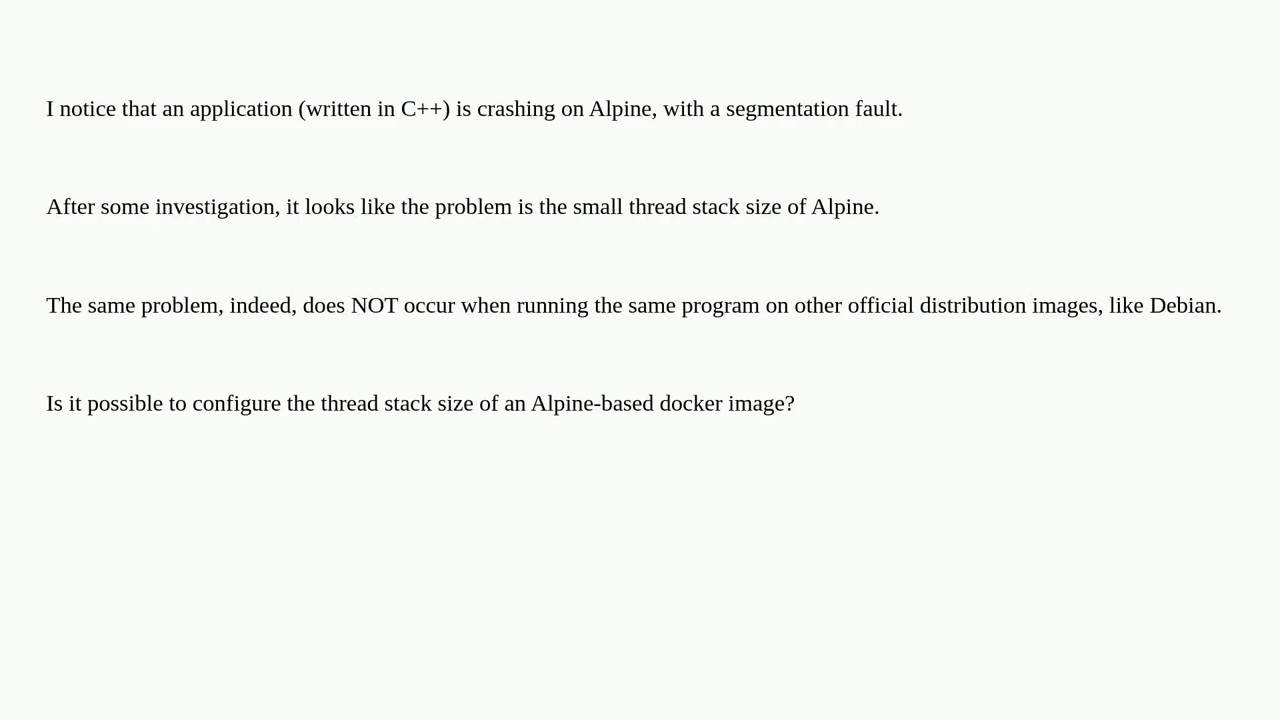 I notice that an application (written in C++) is crashing on Alpine, with a segmentation fault.
After some investigation, it looks like the problem is the small thread stack size of Alpine.
The same problem, indeed, does NOT occur when running the same program on other official distribution images, like Debian.
Is it possible to configure the thread stack size of an Alpine-based docker image?